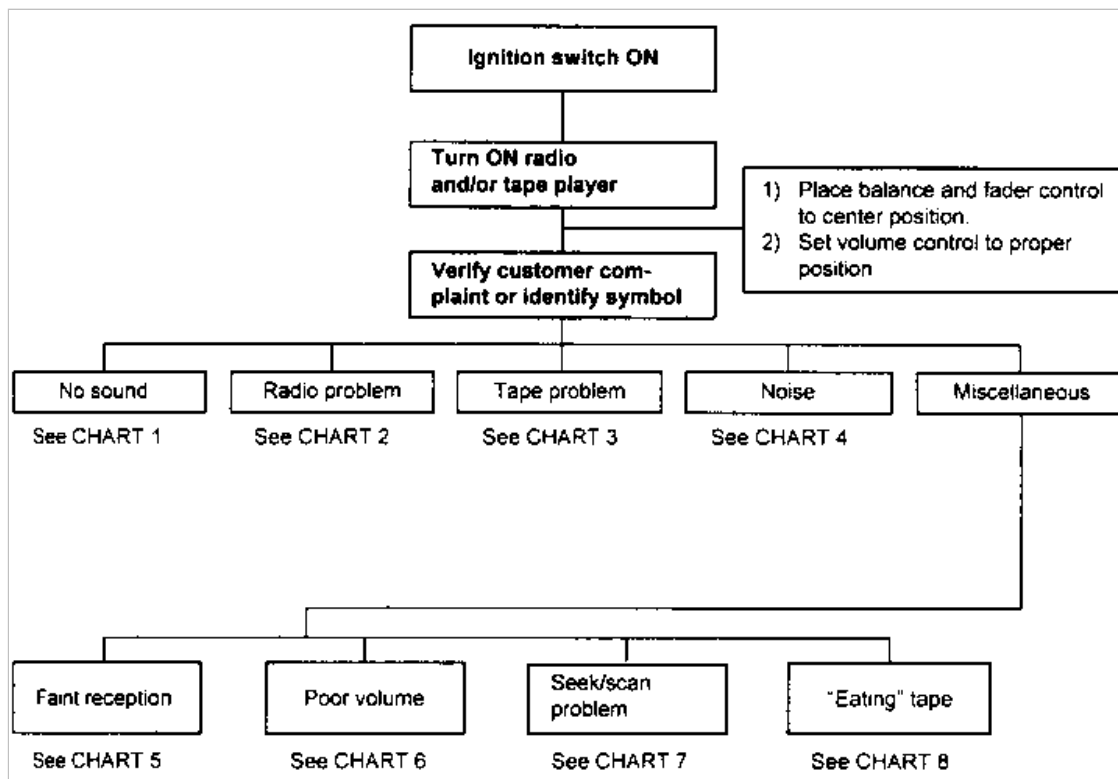 Ignition switch ON
Turn ON radio
and/or tape player
1) Place balance and fader control
to center position.
2) Set volume control to proper
position
Verify customer com-
plaint or identify symbol
No sound
Radio problem
Tape problem
Noise
Miscellaneous
See CHART 1
See CHART 2
See CHART 3
See CHART 4
Faint reception
Poor volume
Seek/scan
problem
"Eating" tape
See CHART 5
See CHART 6
See CHART 7
See CHART 8